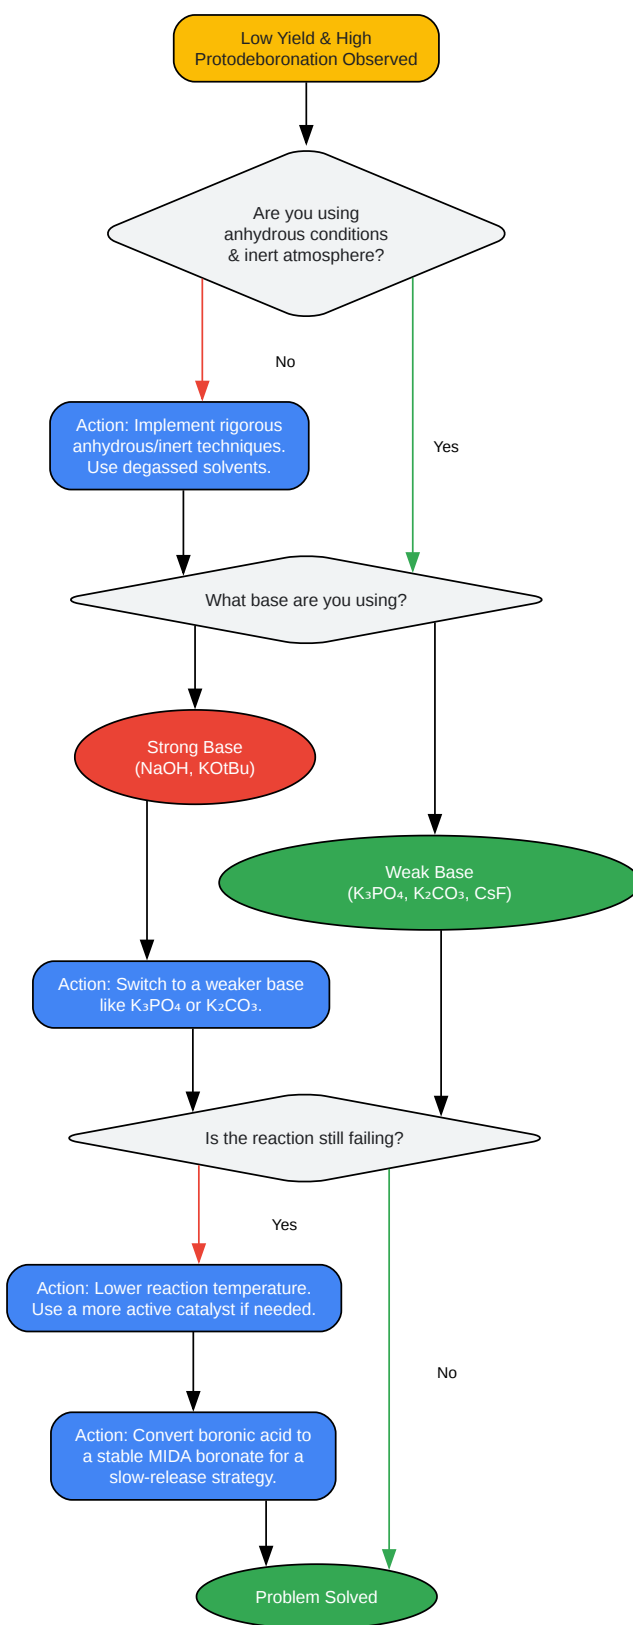 Low Yield & High
Protodeboronation Observed
Are you using
anhydrous conditions
& inert atmosphere?
No
Action: Implement rigorous
anhydrous/inert techniques.
Use degassed solvents.
Yes
What base are you using?
Strong Base
(NaOH, KOtBu)
Weak Base
(K₃PO₄, K₂CO₃, CsF)
Action: Switch to a weaker base
like K₃PO₄ or K₂CO₃.
Is the reaction still failing?
Yes
Action: Lower reaction temperature.
Use a more active catalyst if needed.
No
Action: Convert boronic acid to
a stable MIDA boronate for a
slow-release strategy.
Problem Solved